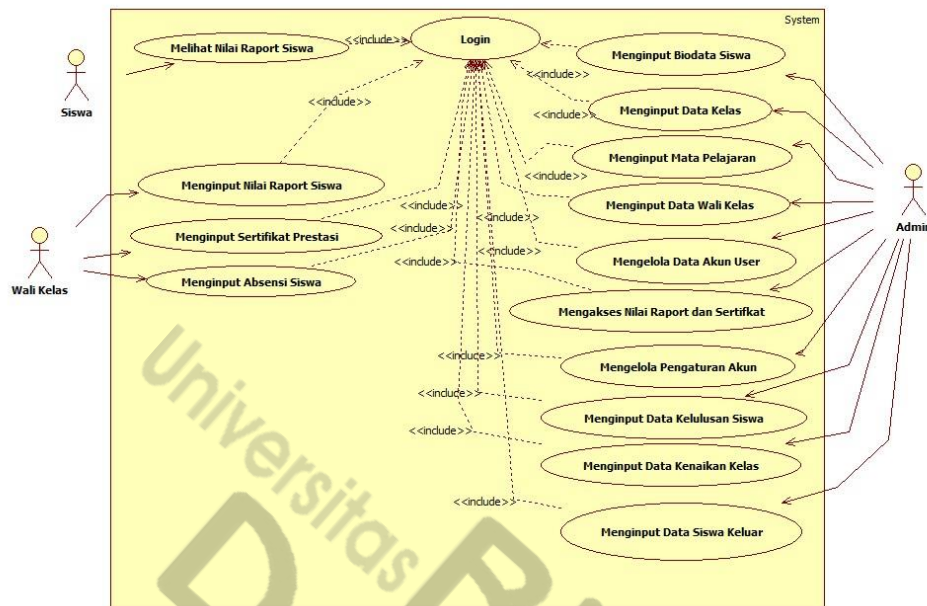 System
Login
Melihat Nilai Raport Siswa
<<include>>
Menginput Biodata Siswa
<<include>>
Siswa
<<include>>
Menginput Data Kelas
<<include>>
Menginput Mata Pelajaran
<<include>>
Menginput Nilai Raport Siswa
Menginput Data Wali Kelas
<<include>>
<<include>>
Admin
Menginput Sertifikat Prestasi
<<include>>
<<include>>
Mengelola Data Akun User
<<include>>
Wali Kelas
Menginput Absensi Siswa
Mengakses Nilai Raport dan Sertifkat
<<include>>
Mengelola Pengaturan Akun
<<include>>
Menginput Data Kelulusan Siswa
<<include>>
Menginput Data Kenaikan Kelas
<<include>>
Menginput Data Siswa Keluar
Universitas